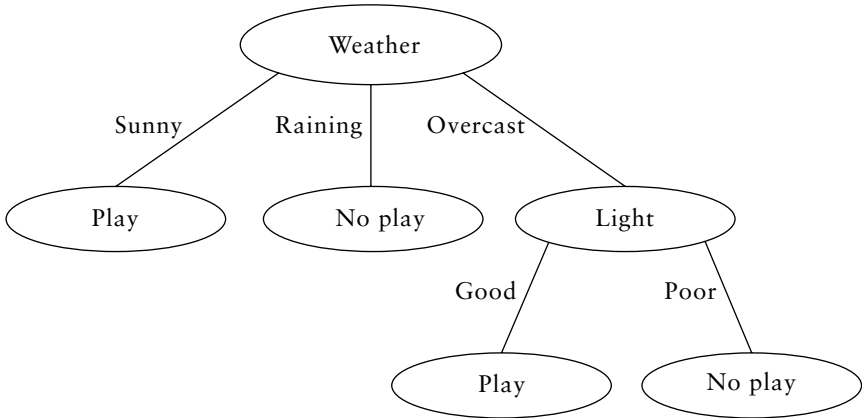 Weather
Sunny Raining Overcast
Play No play Light
Good Poor
Play No play